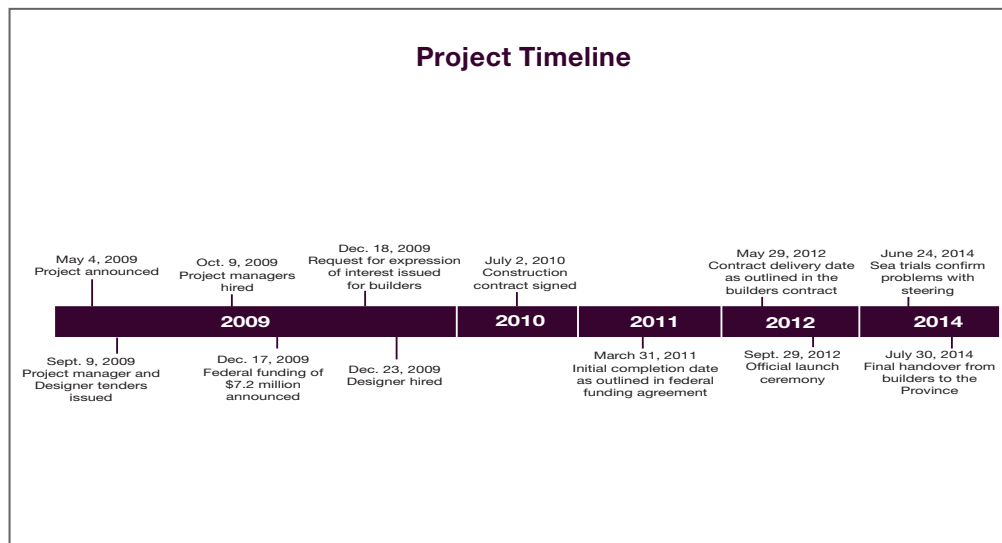 Project Timeline
May 4, 2009
Project announced
Oct. 9, 2009
Project managers
hired
Dec. 18, 2009
Request for expression
of interest issued
for builders
July 2, 2010
Construction
contract signed
May 29, 2012
Contract delivery date
as outlined in the
builders contract
June 24, 2014
Sea trials confirm
problems with
steering
2009
2010
2011
2012
2014
Sept. 9, 2009
Project manager and
Designer tenders
issued
Dec. 17, 2009
Federal funding of
$7.2 million
announced
Dec. 23, 2009
Designer hired
March 31, 2011
Initial completion date
as outlined in federal
funding agreement
Sept. 29, 2012
Official launch
ceremony
July 30, 2014
Final handover from
builders to the
Province